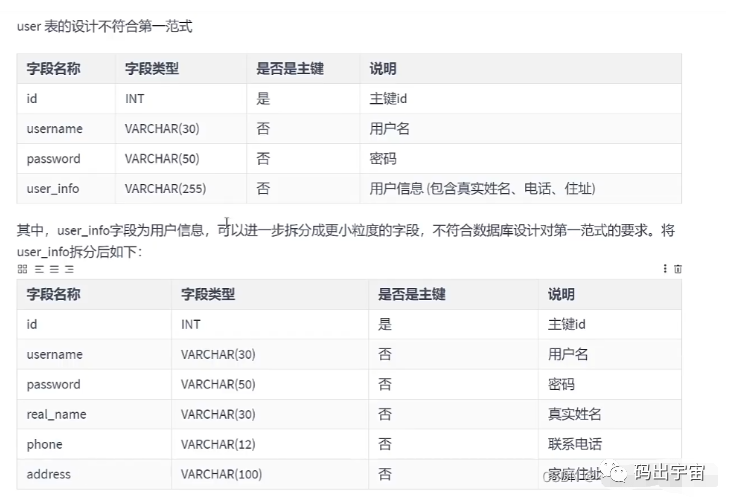 user 表的设计不符合第一范式
字段名称 字段类型 是否是主键 说明
id INT 是 主键id
username VARCHAR(30) 否 用户名
password VARCHAR(50) 否 密码
user_info VARCHAR(255) 否 用户信息 (包含真实姓名、电话、住址)
其中，user_info字段为用户信息，可以进一步拆分成更小粒度的字段，不符合数据库设计对第一范式的要求。将
user_info拆分后如下：
字段名称 字段类型 是否是主键 说明
id INT 是 主键id
username VARCHAR(30) 否 用户名
password VARCHAR(50) 否 密码
real_name VARCHAR(30) 否 真实姓名
phone VARCHAR(12) 否 联系电话
address VARCHAR(100) 否 家庭住址
码出宇宙